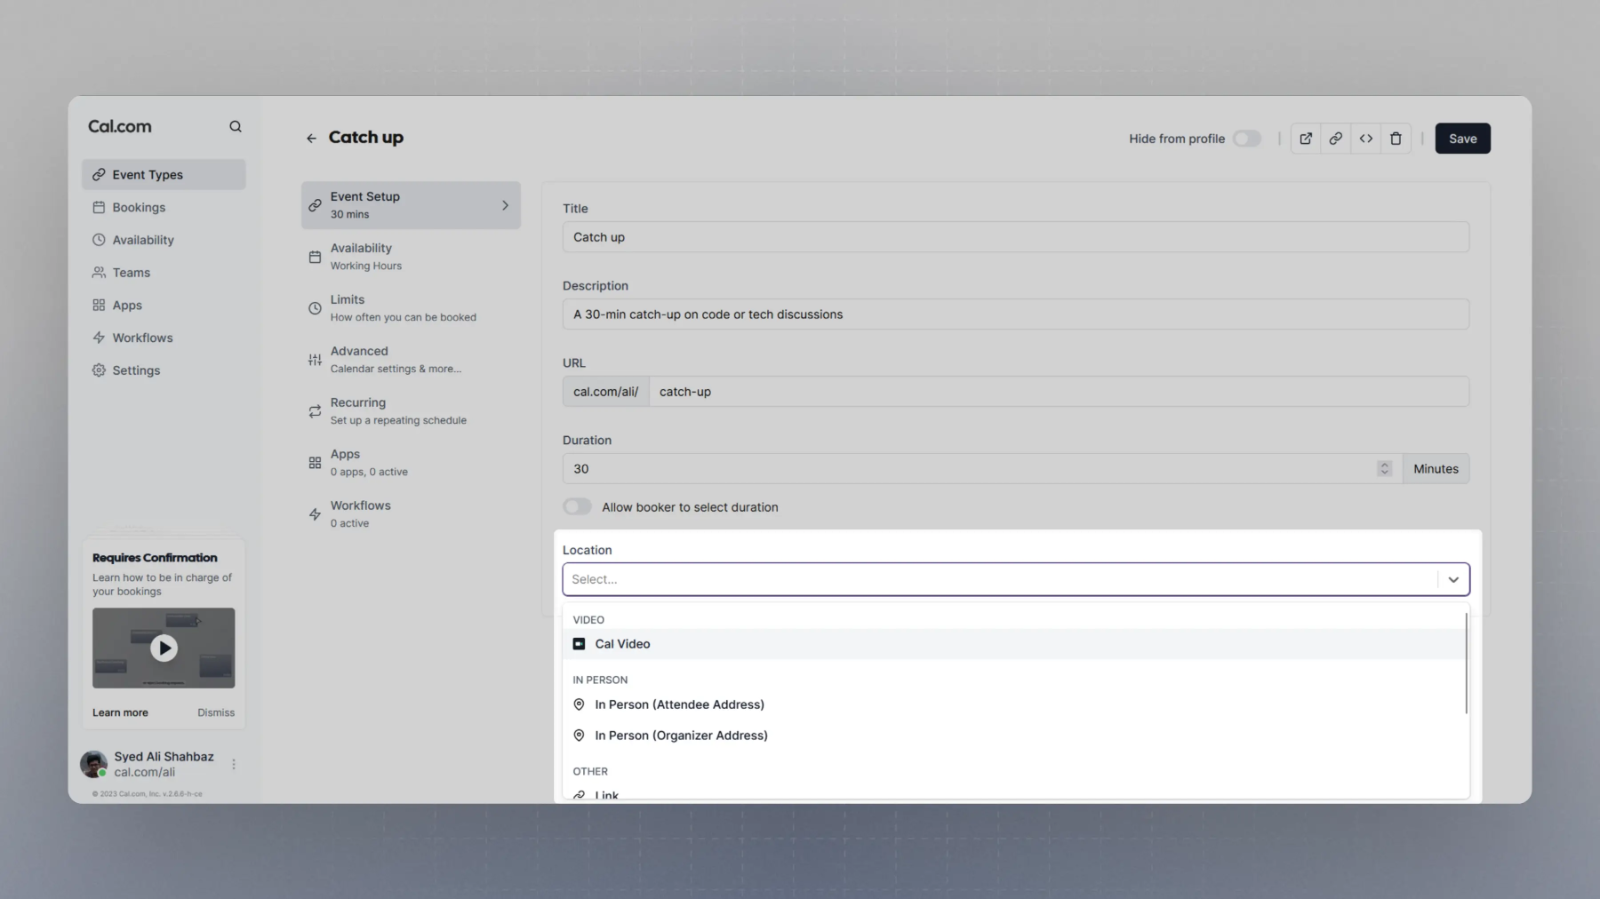 Cal.com
Event Types
Bookings
Availability
Teams
Apps
Workflows
Settings
Requires Confirmation
Learn how to be in charge of
your bookings
Learn more
Dismiss
Syed Ali Shahbaz
cal.com/ali
© 2023 Cal.com, Inc. v.2.6.6-h-ce
Catch up
Hide from profile
Save
Event Setup
30 mins
Availability
Working Hours
Limits
How often you can be booked
Advanced
Calendar settings & more...
Recurring
Set up a repeating schedule
Apps
0 apps, 0 active
Workflows
0 active
Title
Catch up
Description
A 30-min catch-up on code or tech discussions
URL
cal.com/ali/ catch-up
Duration
30 Minutes
Allow booker to select duration
Location
Select...
VIDEO
Cal Video
IN PERSON
In Person (Attendee Address)
In Person (Organizer Address)
OTHER
Link